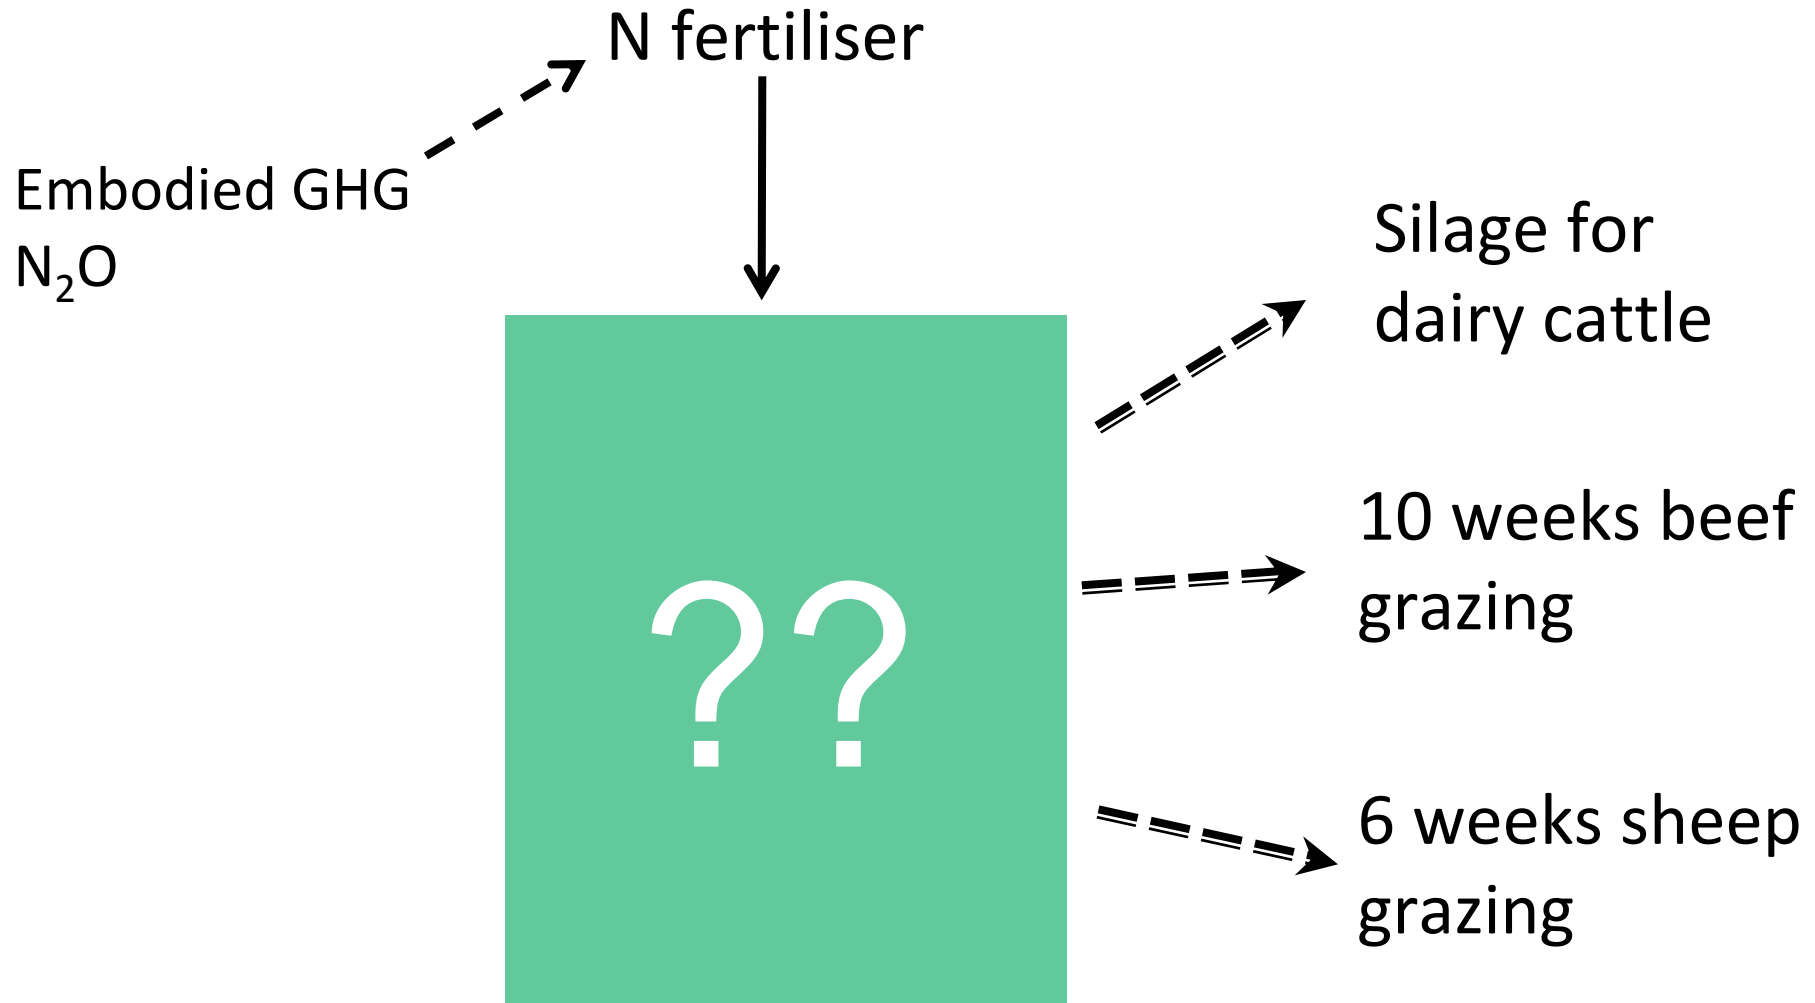 N fertiliser
Embodied GHG
N₂O
Silage for
dairy cattle
10 weeks beef
grazing
??
6 weeks sheep
grazing